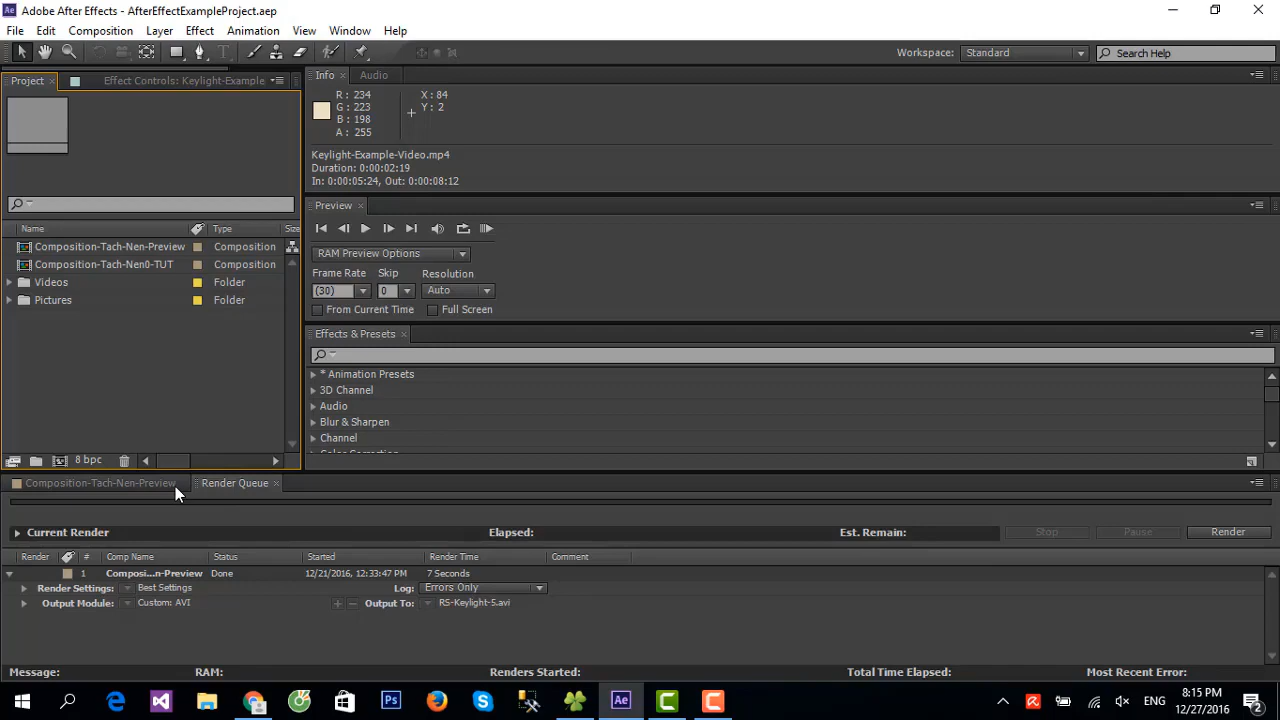 Ae Adobe After Effects - AfterEffectExampleProject.aep
File Edit Composition Layer Effect Animation View Window Help
Workspace: Standard Search Help
Project Effect Controls: Keylight-Example
Name Type Size
Composition-Tach-Nen-Preview Composition
Composition-Tach-Nen0-TUT Composition
Videos Folder
Pictures Folder
8 bpc
Info Audio
R : 234 X : 84
G : 223 Y : 2
B : 198
A : 255
Keylight-Example-Video.mp4
Duration: 0:00:02:19
In: 0:00:05:24, Out: 0:00:08:12
Preview
RAM Preview Options
Frame Rate Skip Resolution
(30) 0 Auto
From Current Time Full Screen
Effects & Presets
* Animation Presets
3D Channel
Audio
Blur & Sharpen
Channel
Color Correction
Composition-Tach-Nen-Preview Render Queue
Current Render Elapsed: Est. Remain: Stop Pause Render
Render # Comp Name Status Started Render Time Comment
1 Composi...n-Preview Done 12/21/2016, 12:33:47 PM 7 Seconds
Render Settings: Best Settings Log: Errors Only
Output Module: Custom: AVI Output To: RS-Keylight-5.avi
Message: RAM: Renders Started: Total Time Elapsed: Most Recent Error:
Ps Ae ENG 8:15 PM
12/27/2016 2